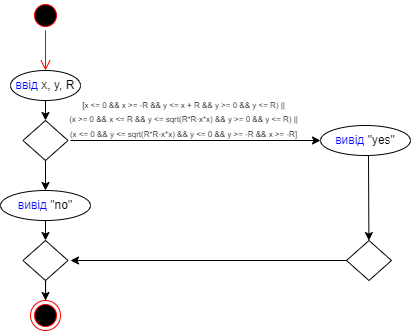 ввід x, y, R
[x <= 0 && x >= -R && y <= x + R && y >= 0 && y <= R) ||
(x >= 0 && x <= R && y <= sqrt(R*R-x*x) && y >= 0 && y <= R) ||
(x <= 0 && y <= sqrt(R*R-x*x) && y <= 0 && y >= -R && x >= -R]
вивід "yes"
вивід "no"